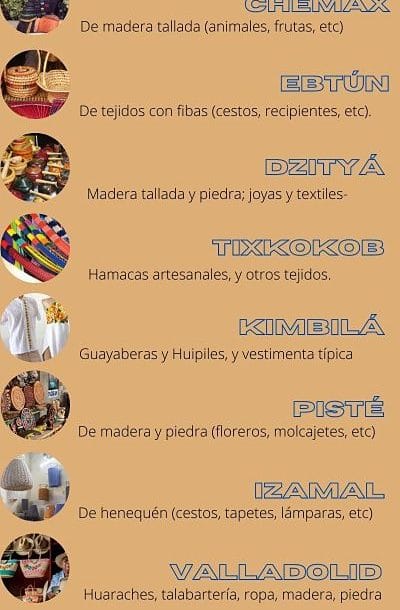 CHEMAX
De madera tallada (animales, frutas, etc)
EBTÚN
De tejidos con fibas (cestos, recipientes, etc).
DZITYÁ
Madera tallada y piedra; joyas y textiles-
TIXKOKOB
Hamacas artesanales, y otros tejidos.
KIMBILÁ
Guayaberas y Huipiles, y vestimenta típica
PISTÉ
De madera y piedra (floreros, molcajetes, etc)
IZAMAL
De henequén (cestos, tapetes, lámparas, etc)
VALLADOLID
Huaraches, talabartería, ropa, madera, piedra